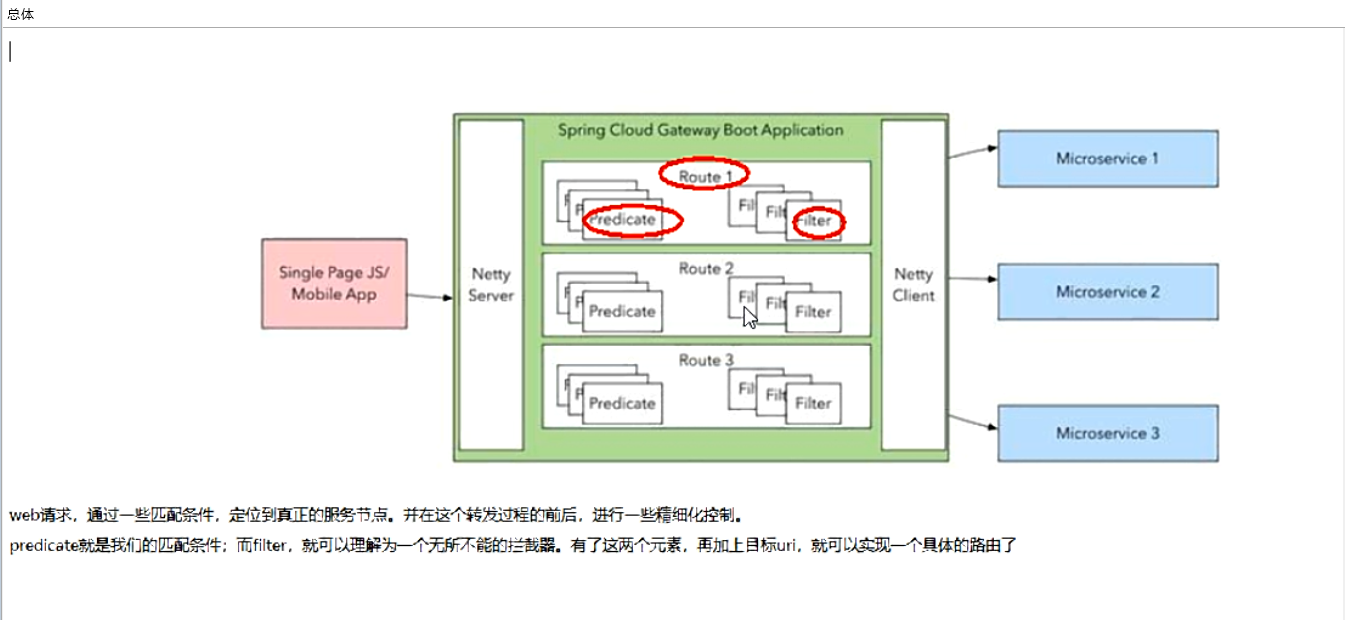 总体
Spring Cloud Gateway Boot Application
Route 1
Predicate
Fil
Filt
Filter
Microservice 1
Single Page JS/
Mobile App
Netty
Server
Route 2
Predicate
Fil
Filt
Filter
Netty
Client
Microservice 2
Route 3
Predicate
Fil
Filt
Filter
Microservice 3
web请求，通过一些匹配条件，定位到真正的服务节点。并在这个转发过程的前后，进行一些精细化控制。
predicate就是我们的匹配条件；而filter，就可以理解为一个无所不能的拦截器。有了这两个元素，再加上目标uri，就可以实现一个具体的路由了